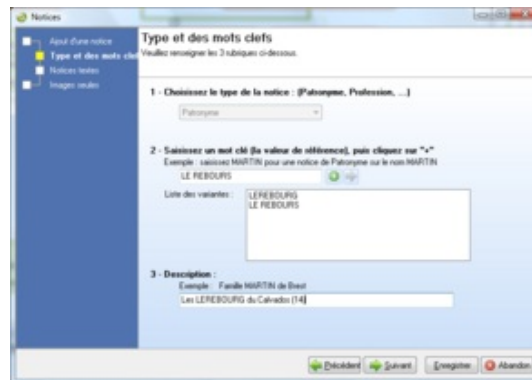 Notices
Ajout d'une notice
Type et des mots clef
Notices textes
Images seules
Type et des mots clefs
Veuillez renseigner les 3 rubriques ci-dessous.
1 - Choisissez le type de la notice : (Patronyme, Profession, ...)
Patronyme
2 - Saisissez un mot clé (la valeur de référence), puis cliquez sur "+"
Exemple : saisissez MARTIN pour une notice de Patronyme sur le nom MARTIN
LE REBOURS
Liste des variantes :
LEREBOURG
LE REBOURS
3 - Description :
Exemple : Famille MARTIN de Brest
Les LEREBOURG du Calvados (14)
Précédent Suivant Enregistrer Abandon